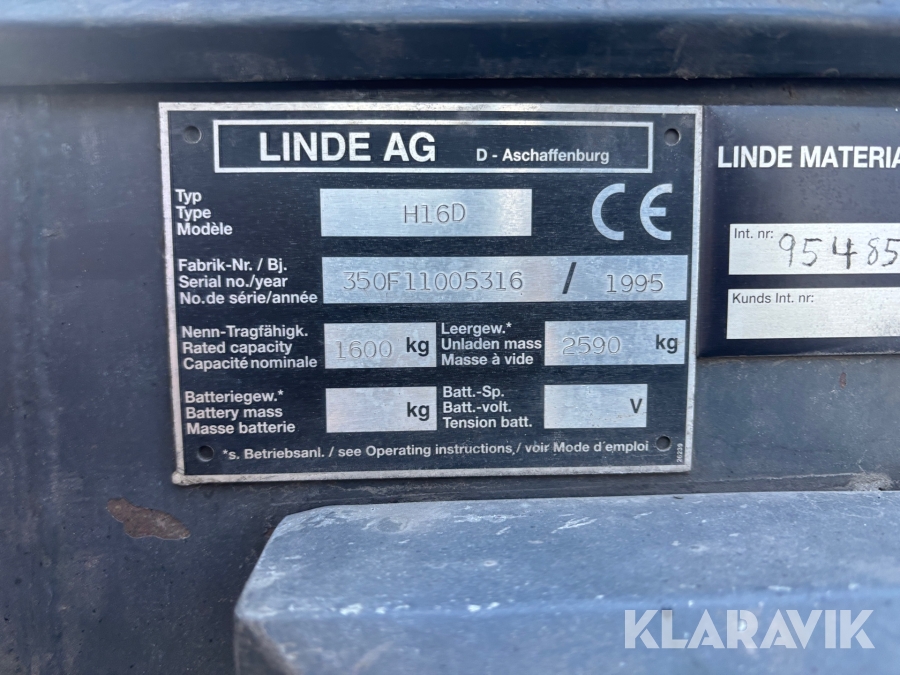 LINDE AG D - Aschaffenburg
Typ
Type
Modèle
H16D
CE
Fabrik-Nr. / Bj.
Serial no./year
No.de série/année
350F11005316 / 1995
Nenn-Tragfähigk.
Rated capacity
Capacité nominale
1600 kg
Leergew.*
Unladen mass
Masse à vide
2590 kg
Batteriegew.*
Battery mass
Masse batterie
kg
Batt.-Sp.
Batt.-volt.
Tension batt.
V
*s. Betriebsanl. / see Operating instructions,/ voir Mode d'emploi
LINDE MATERIA
Int. nr: 95485
Kunds Int. nr:
KLARAVIK